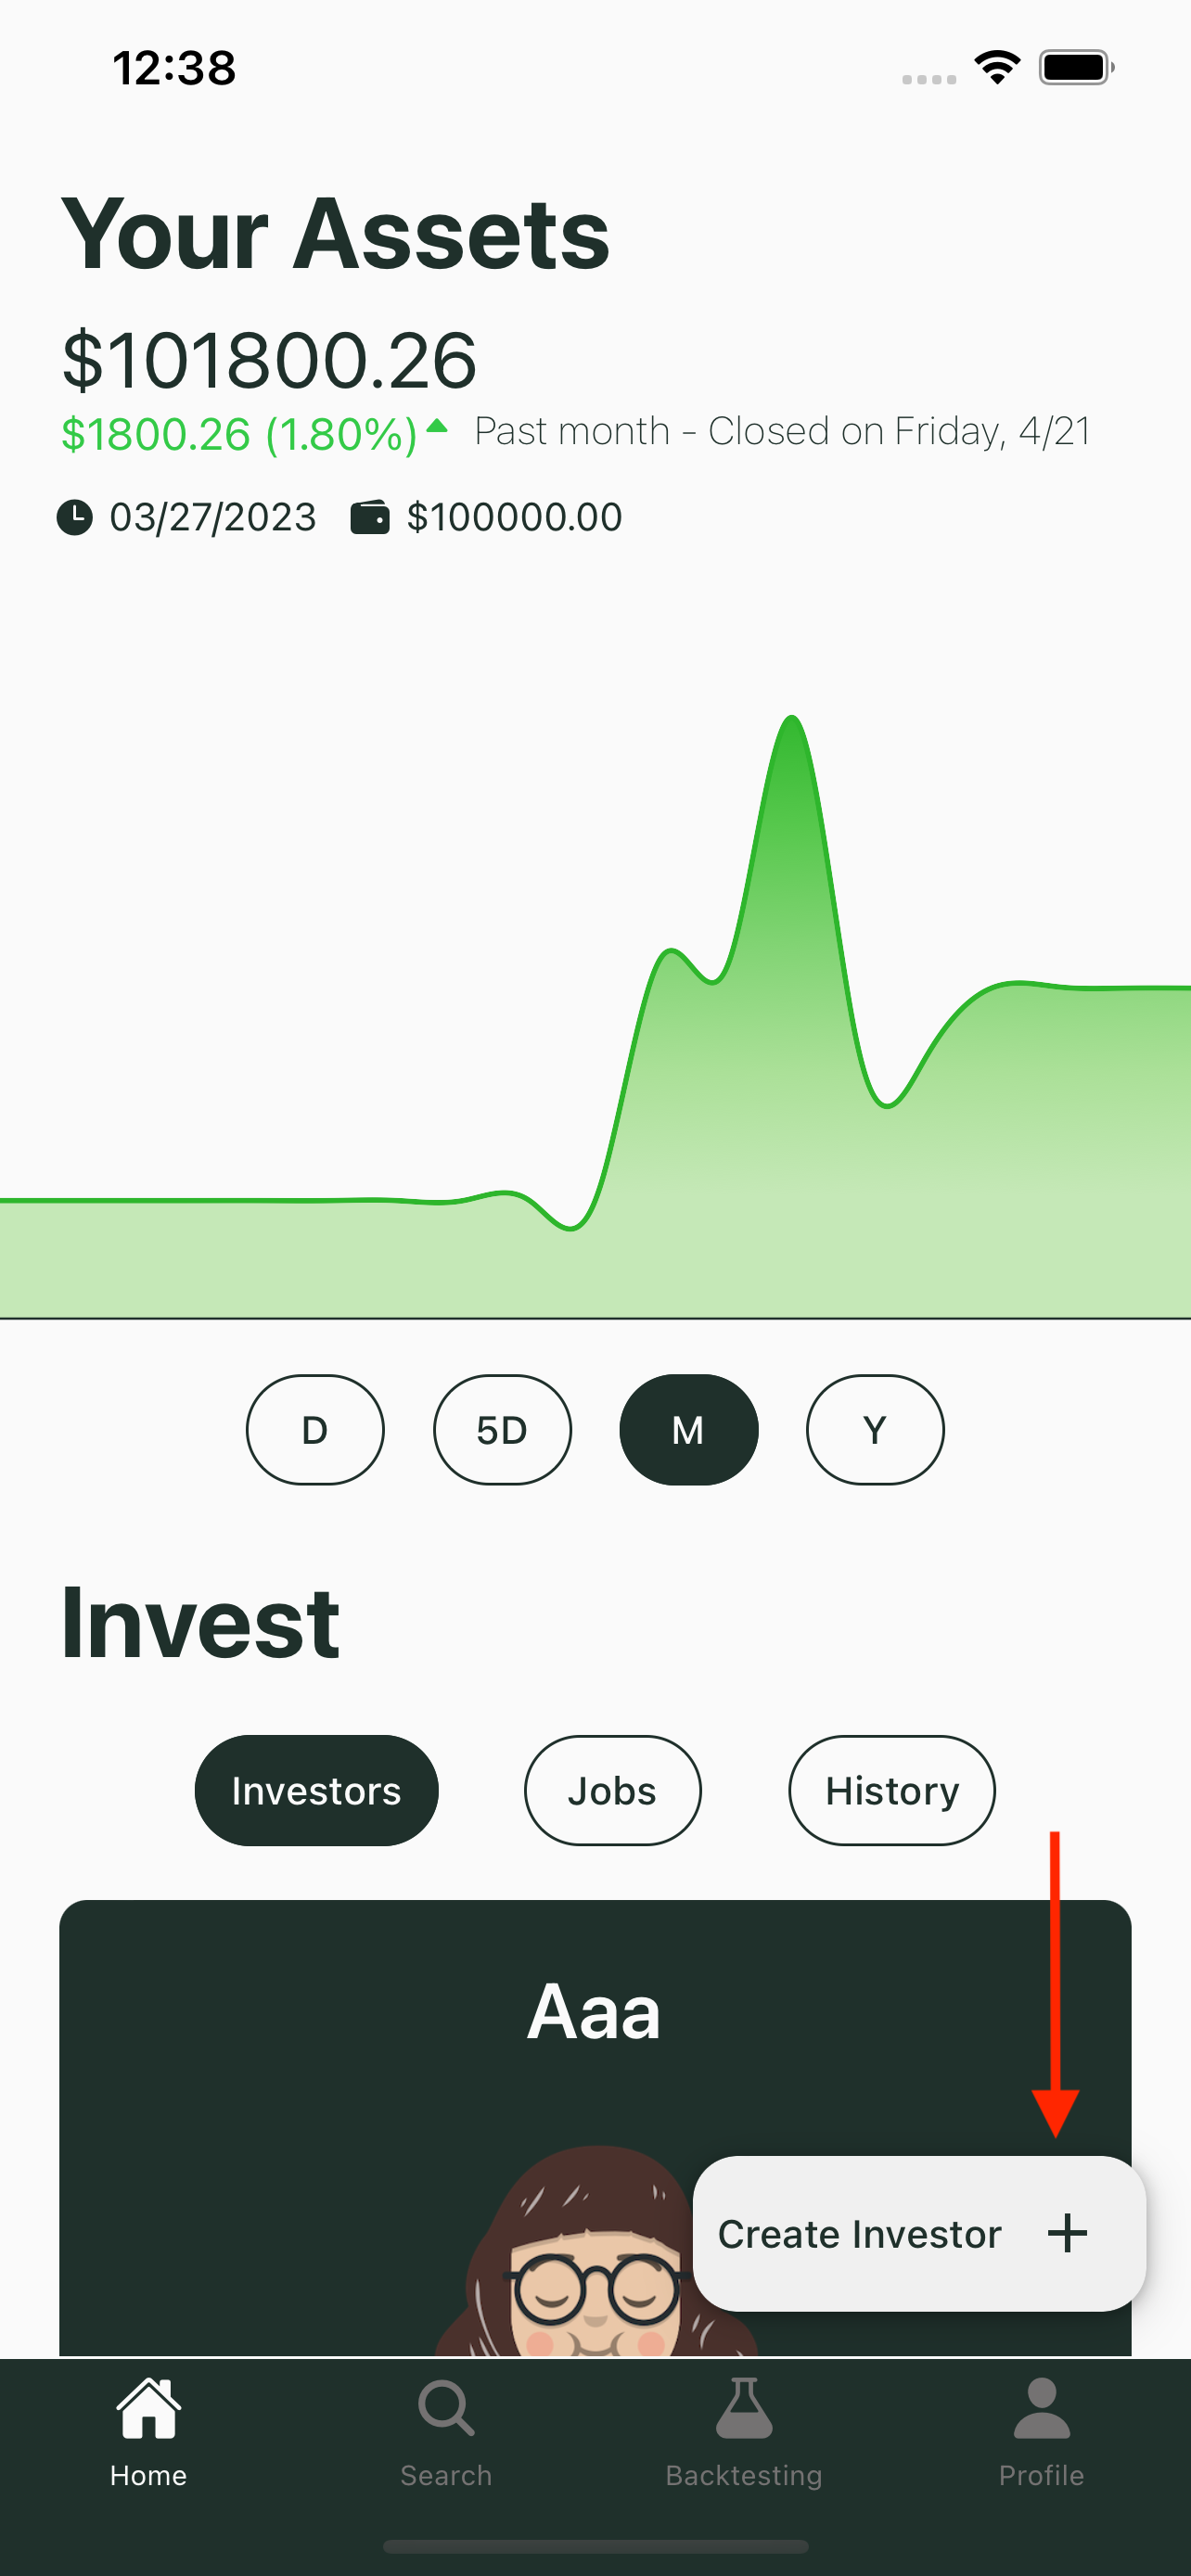 12:38
Your Assets
$101800.26
$1800.26 (1.80%) Past month - Closed on Friday, 4/21
03/27/2023 $100000.00
D 5D M Y
Invest
Investors Jobs History
Aaa
Create Investor +
Home Search Backtesting Profile